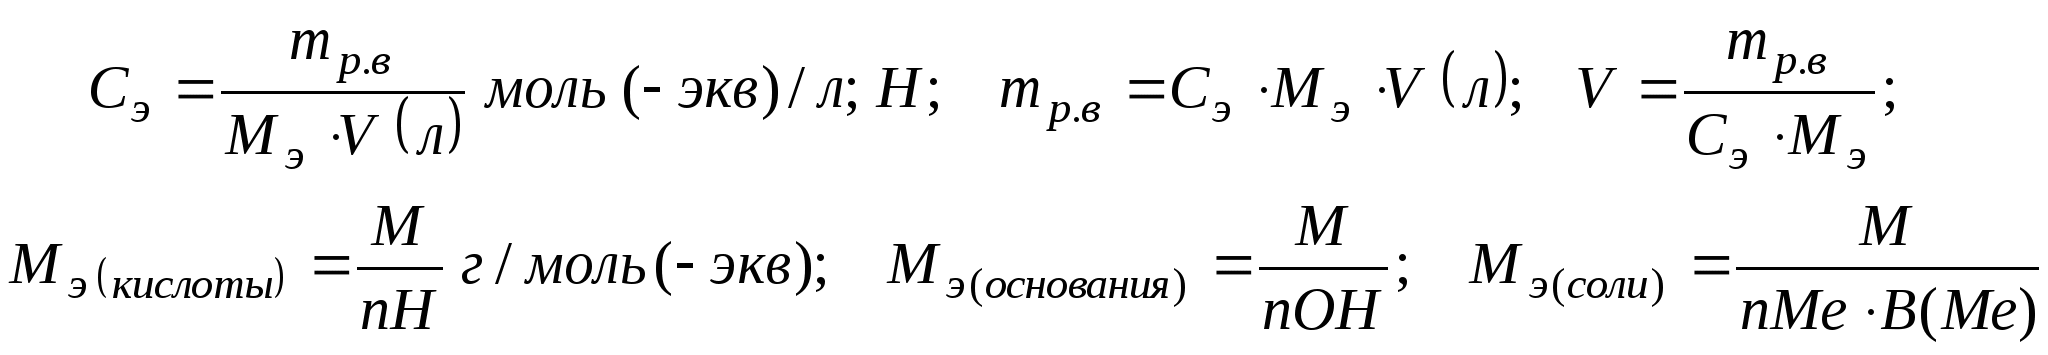 Cэ = mр.в / Mэ ·V (л) моль (- экв) / л; Н; mр.в = Cэ ·Mэ ·V (л); V = mр.в / Cэ ·Mэ ;
Mэ (кислоты) = M / nH г / моль (- экв); Mэ (основания) = M / nOH ; Mэ (соли) = M / nMe ·B(Me)